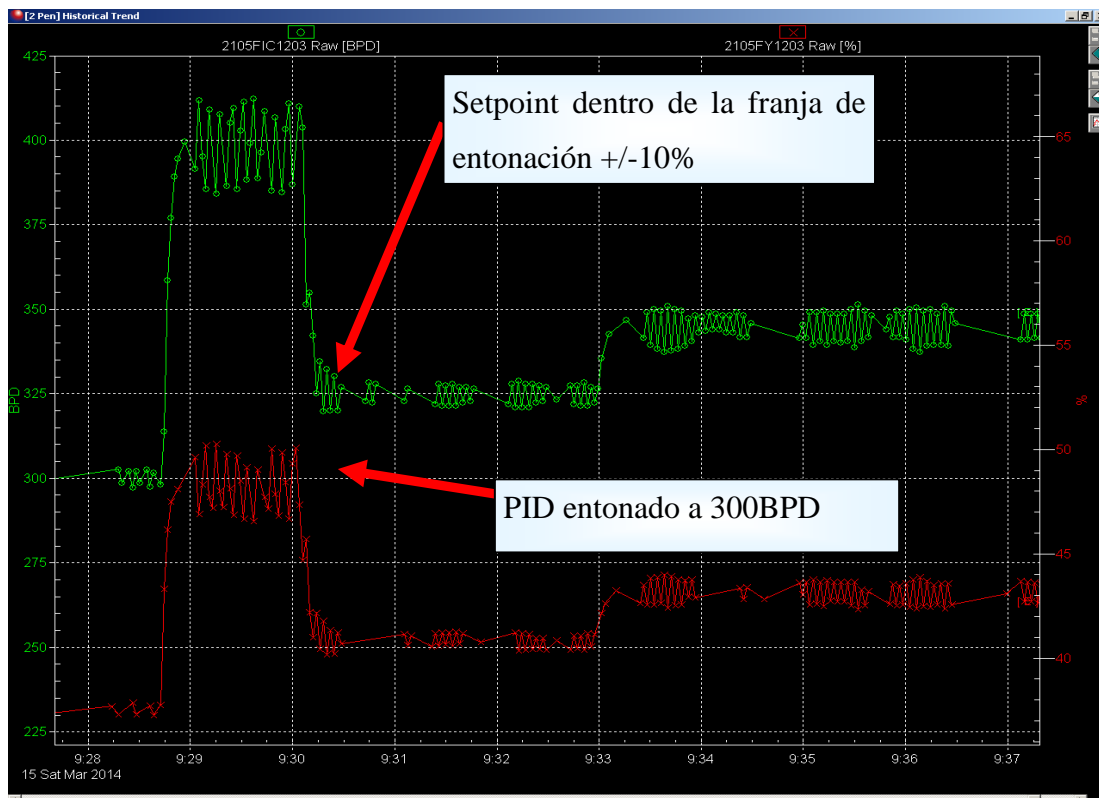 [2 Pen] Historical Trend
2105FIC1203 Raw [BPD]
2105FY1203 Raw [%]
425
400
375
350
325
300
275
250
225
BPD
65
60
55
50
45
40
%
Setpoint dentro de la franja de
entonación +/-10%
PID entonado a 300BPD
9:28 9:29 9:30 9:31 9:32 9:33 9:34 9:35 9:36 9:37
15 Sat Mar 2014